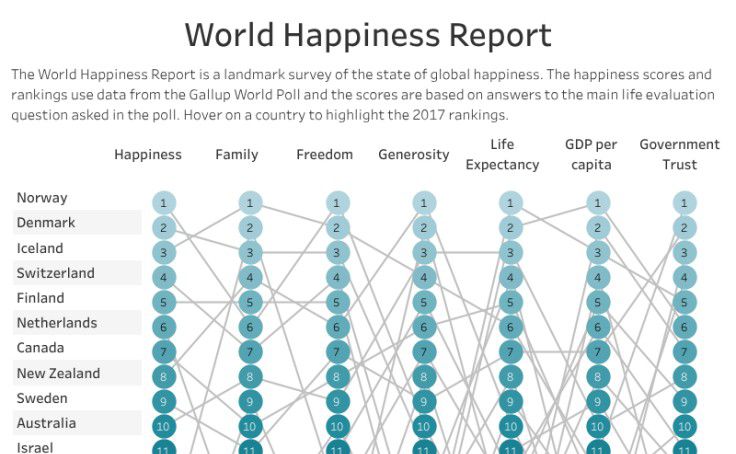 World Happiness Report
The World Happiness Report is a landmark survey of the state of global happiness. The happiness scores and
rankings use data from the Gallup World Poll and the scores are based on answers to the main life evaluation
question asked in the poll. Hover on a country to highlight the 2017 rankings.
Happiness Family Freedom Generosity Life Expectancy GDP per capita Government Trust
Norway 1 1 1 1 1 1 1
Denmark 2 2 2 2 2 2 2
Iceland 3 3 3 3 3 3 3
Switzerland 4 4 4 4 4 4 4
Finland 5 5 5 5 5 5 5
Netherlands 6 6 6 6 6 6 6
Canada 7 7 7 7 7 7 7
New Zealand 8 8 8 8 8 8 8
Sweden 9 9 9 9 9 9 9
Australia 10 10 10 10 10 10 10
Israel 11 11 11 11 11 11 11